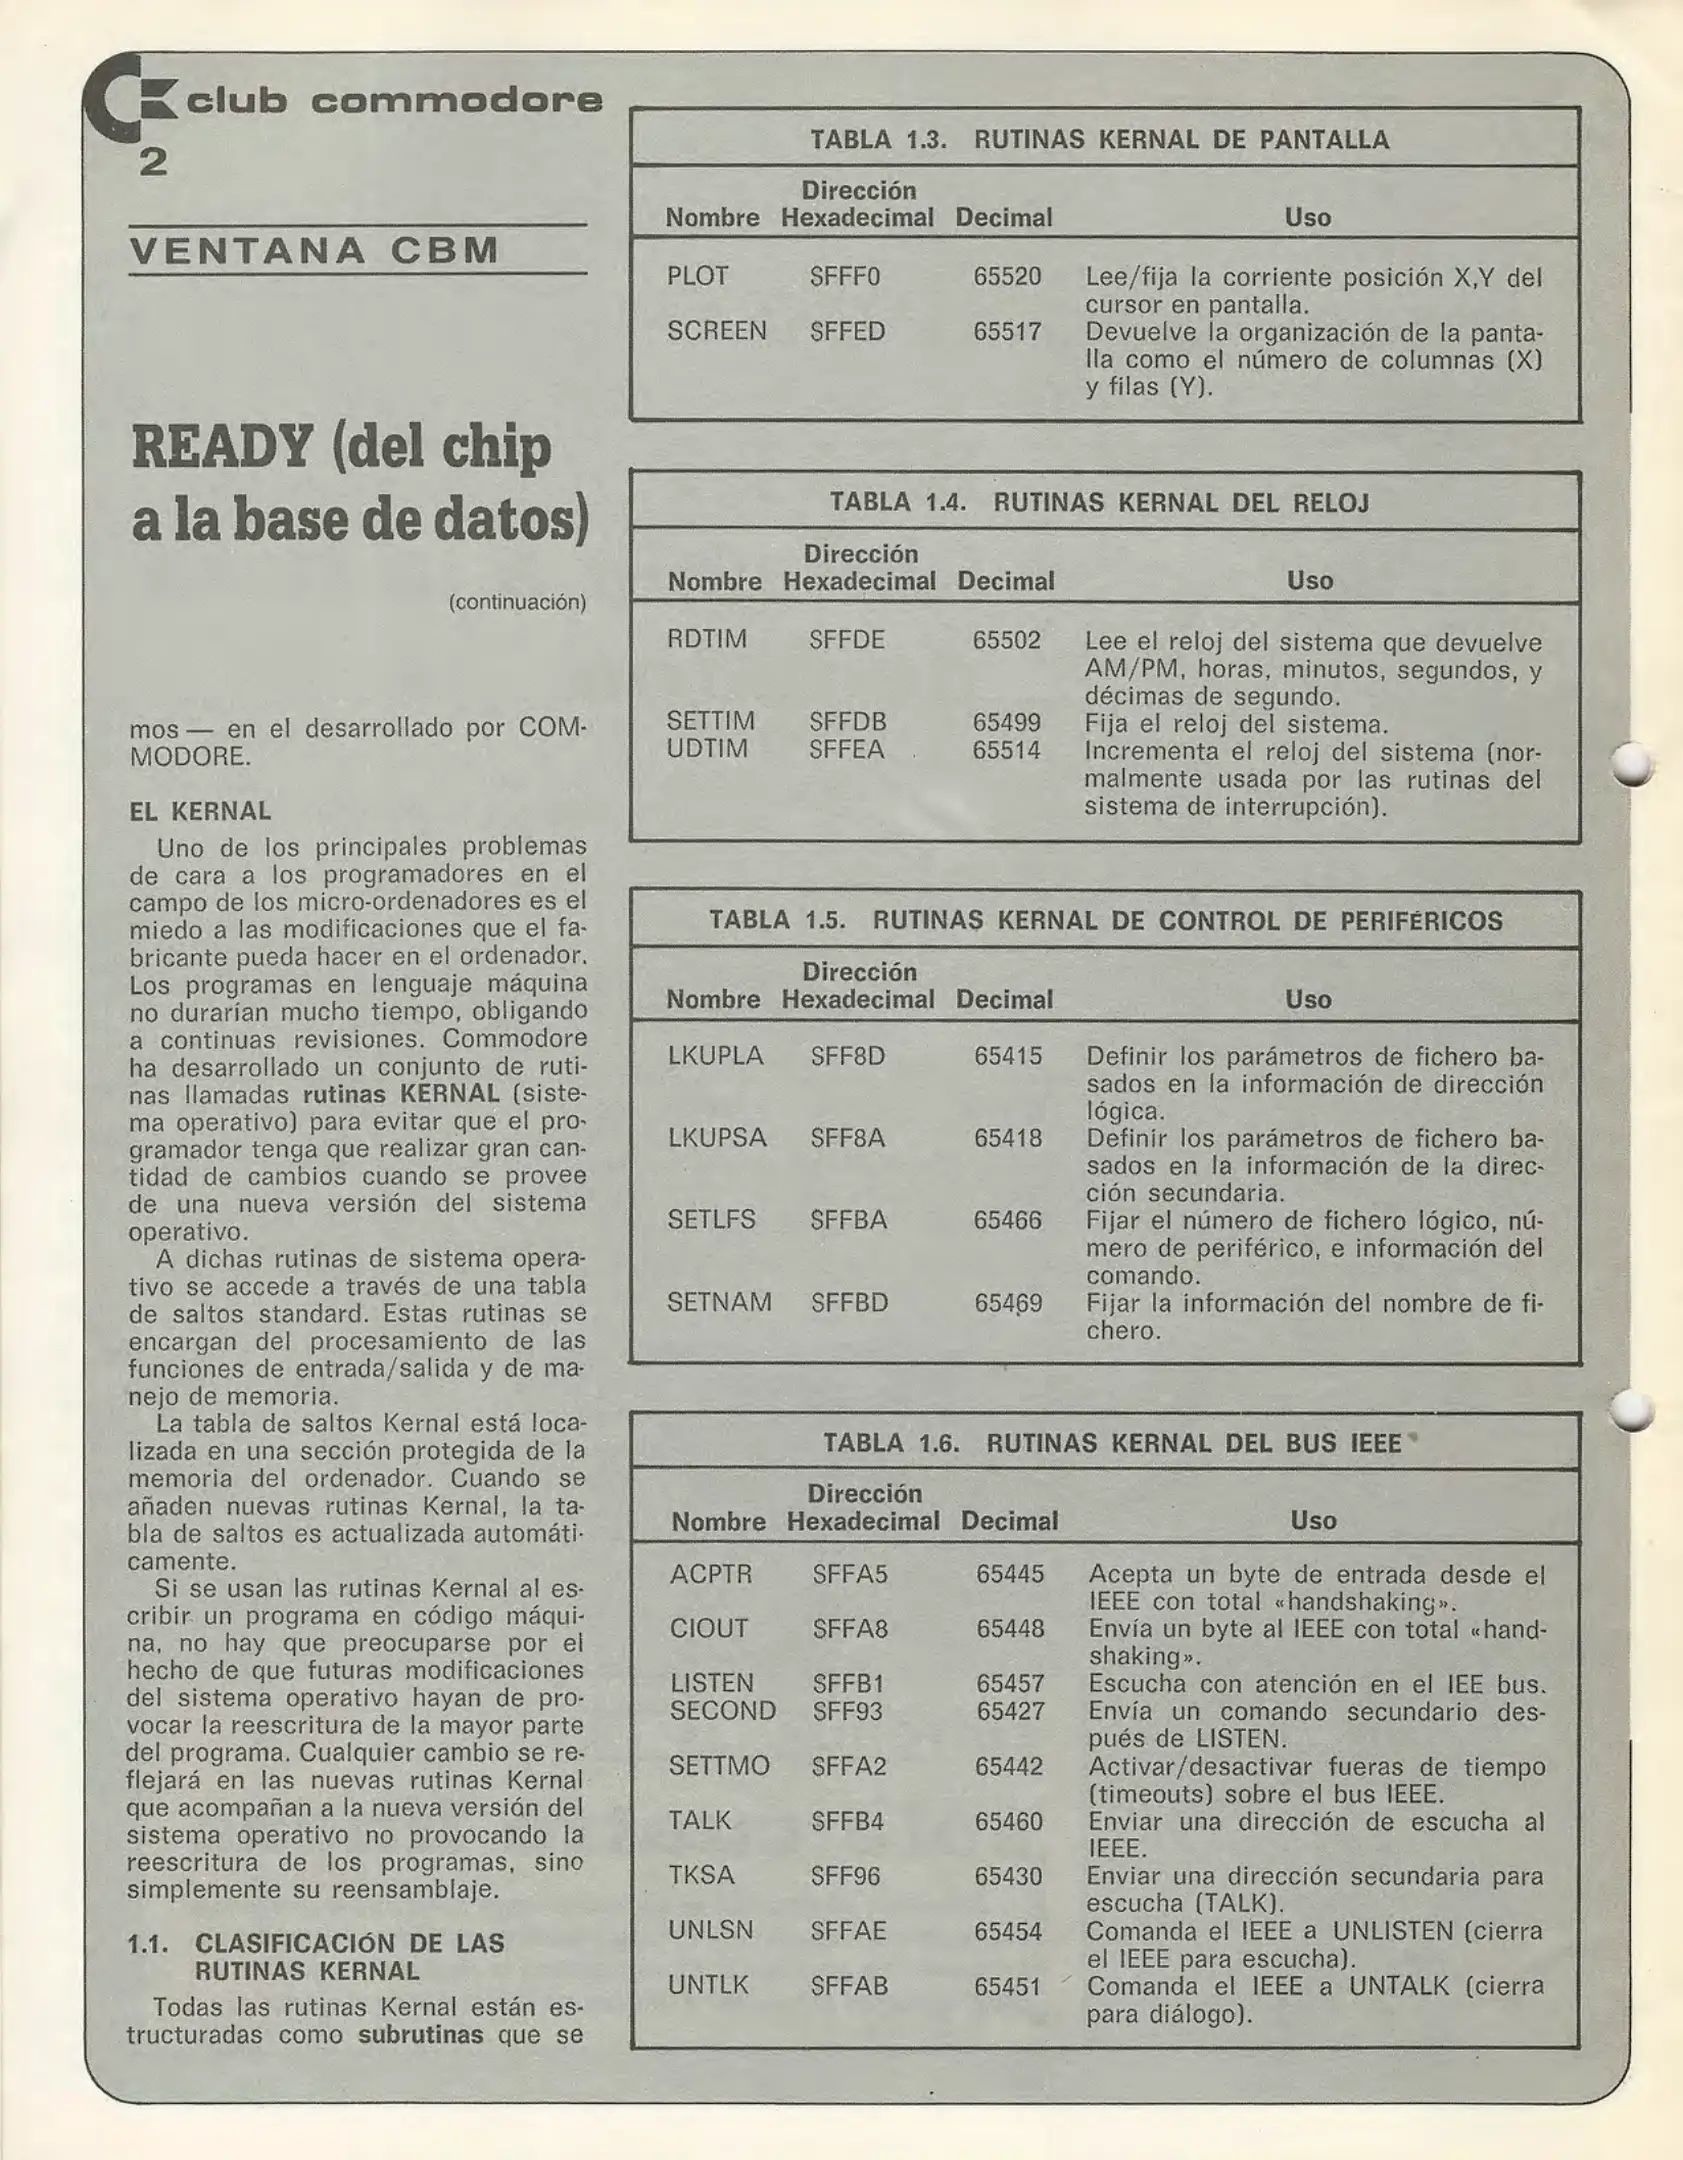 club commodore
2
VENTANA CBM
READY (del chip
a la base de datos)
(continuación)
mos — en el desarrollado por COM-
MODORE.
EL KERNAL
Uno de los principales problemas
de cara a los programadores en el
campo de los micro-ordenadores es el
miedo a las modificaciones que el fa-
bricante pueda hacer en el ordenador.
Los programas en lenguaje máquina
no durarían mucho tiempo, obligando
a continuas revisiones. Commodore
ha desarrollado un conjunto de ruti-
nas llamadas rutinas KERNAL (siste-
ma operativo) para evitar que el pro-
gramador tenga que realizar gran can-
tidad de cambios cuando se provee
de una nueva versión del sistema
operativo.
A dichas rutinas de sistema opera-
tivo se accede a través de una tabla
de saltos standard. Estas rutinas se
encargan del procesamiento de las
funciones de entrada/salida y de ma-
nejo de memoria.
La tabla de saltos Kernal está loca-
lizada en una sección protegida de la
memoria del ordenador. Cuando se
añaden nuevas rutinas Kernal, la ta-
bla de saltos es actualizada automáti-
camente.
Si se usan las rutinas Kernal al es-
cribir un programa en código máqui-
na, no hay que preocuparse por el
hecho de que futuras modificaciones
del sistema operativo hayan de pro-
vocar la reescritura de la mayor parte
del programa. Cualquier cambio se re-
flejará en las nuevas rutinas Kernal
que acompañan a la nueva versión del
sistema operativo no provocando la
reescritura de los programas, sino
simplemente su reensamblaje.
1.1. CLASIFICACIÓN DE LAS
RUTINAS KERNAL
Todas las rutinas Kernal están es-
tructuradas como subrutinas que se
TABLA 1.3. RUTINAS KERNAL DE PANTALLA
Dirección
Nombre Hexadecimal Decimal Uso
PLOT SFFF0 65520 Lee/fija la corriente posición X,Y del
cursor en pantalla.
SCREEN SFFED 65517 Devuelve la organización de la panta-
lla como el número de columnas (X)
y filas (Y).
TABLA 1.4. RUTINAS KERNAL DEL RELOJ
Dirección
Nombre Hexadecimal Decimal Uso
RDTIM SFFDE 65502 Lee el reloj del sistema que devuelve
AM/PM, horas, minutos, segundos, y
décimas de segundo.
SETTIM SFFDB 65499 Fija el reloj del sistema.
UDTIM SFFEA 65514 Incrementa el reloj del sistema (nor-
malmente usada por las rutinas del
sistema de interrupción).
TABLA 1.5. RUTINAS KERNAL DE CONTROL DE PERIFÉRICOS
Dirección
Nombre Hexadecimal Decimal Uso
LKUPLA SFF8D 65415 Definir los parámetros de fichero ba-
sados en la información de dirección
lógica.
LKUPSA SFF8A 65418 Definir los parámetros de fichero ba-
sados en la información de la direc-
ción secundaria.
SETLFS SFFBA 65466 Fijar el número de fichero lógico, nú-
mero de periférico, e información del
comando.
SETNAM SFFBD 65469 Fijar la información del nombre de fi-
chero.
TABLA 1.6. RUTINAS KERNAL DEL BUS IEEE
Dirección
Nombre Hexadecimal Decimal Uso
ACPTR SFFA5 65445 Acepta un byte de entrada desde el
IEEE con total «handshaking».
CIOUT SFFA8 65448 Envía un byte al IEEE con total «hand-
shaking».
LISTEN SFFB1 65457 Escucha con atención en el IEE bus.
SECOND SFF93 65427 Envía un comando secundario des-
pués de LISTEN.
SETTMO SFFA2 65442 Activar/desactivar fueras de tiempo
(timeouts) sobre el bus IEEE.
TALK SFFB4 65460 Enviar una dirección de escucha al
IEEE.
TKSA SFF96 65430 Enviar una dirección secundaria para
escucha (TALK).
UNLSN SFFAE 65454 Comanda el IEEE a UNLISTEN (cierra
el IEEE para escucha).
UNTLK SFFAB 65451 Comanda el IEEE a UNTALK (cierra
para diálogo).